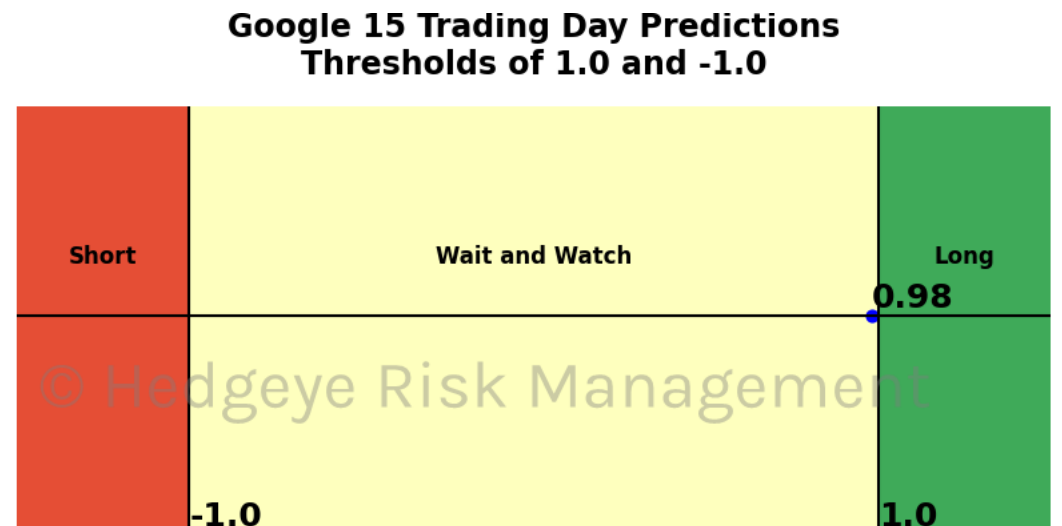 Google 15 Trading Day Predictions
Thresholds of 1.0 and -1.0
Short
Wait and Watch
Long
0.98
© Hedgeye Risk Management
-1.0
1.0